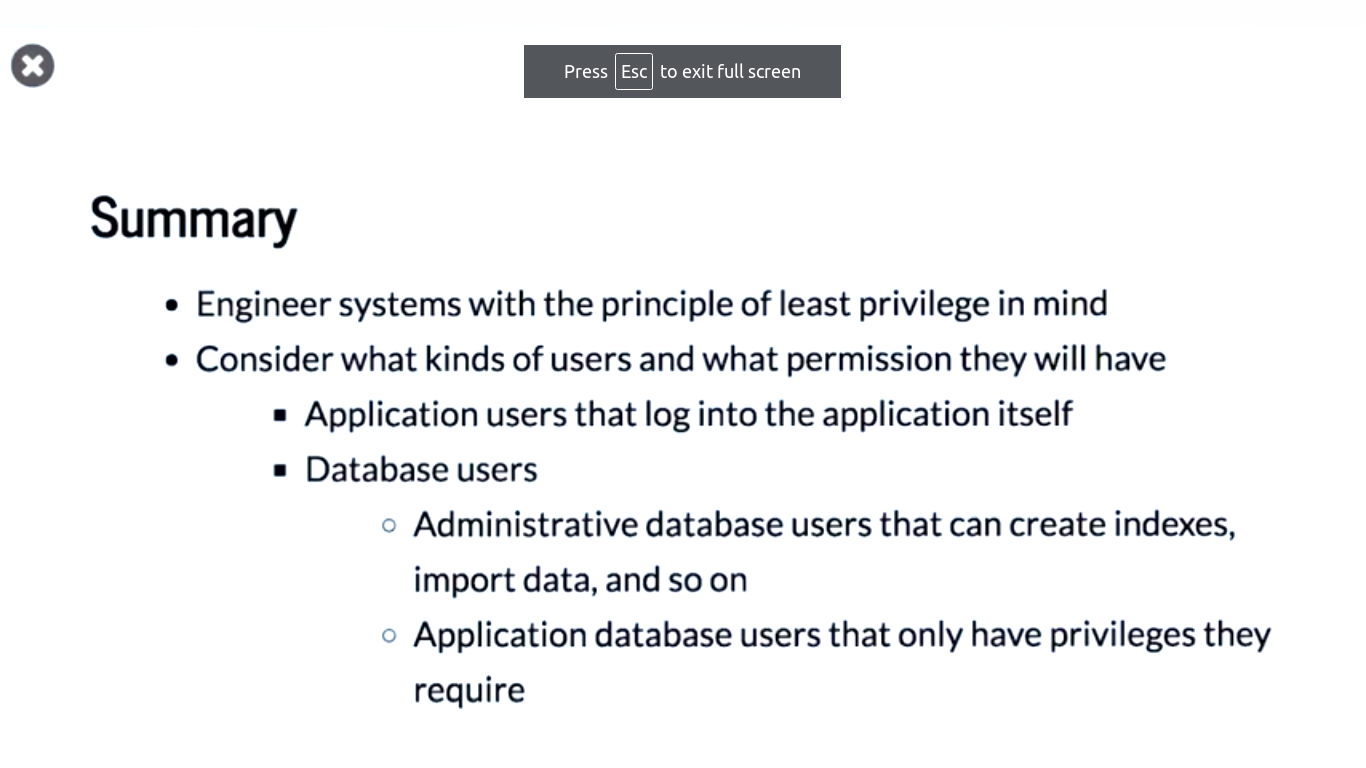 Press Esc to exit full screen
Summary
Engineer systems with the principle of least privilege in mind
Consider what kinds of users and what permission they will have
Application users that log into the application itself
Database users
Administrative database users that can create indexes,
import data, and so on
Application database users that only have privileges they
require